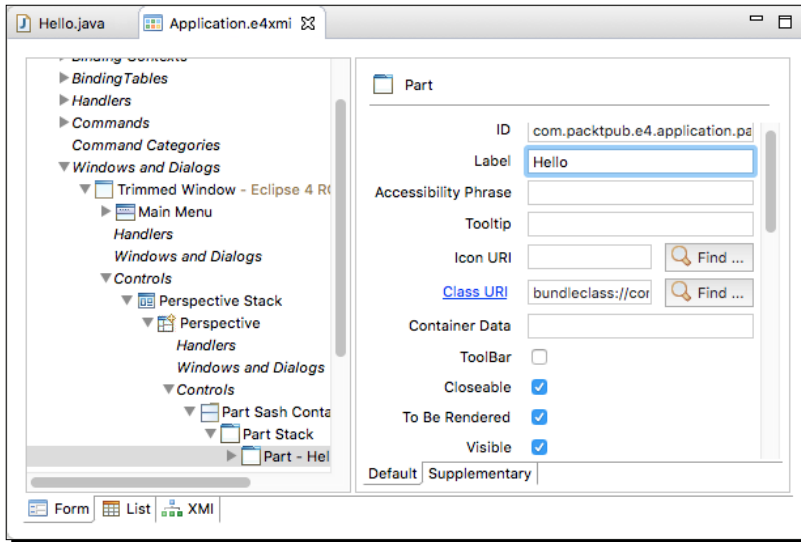 Hello.java
Application.e4xmi
Binding Contexts
BindingTables
Handlers
Commands
Command Categories
Windows and Dialogs
Trimmed Window - Eclipse 4 R
Main Menu
Handlers
Windows and Dialogs
Controls
Perspective Stack
Perspective
Handlers
Windows and Dialogs
Controls
Part Sash Conta
Part Stack
Part - Hel
Part
ID com.packtpub.e4.application.pa
Label Hello
Accessibility Phrase
Tooltip
Icon URI Find ...
Class URI bundleclass://cor Find ...
Container Data
ToolBar
Closeable
To Be Rendered
Visible
Default Supplementary
Form List XMI